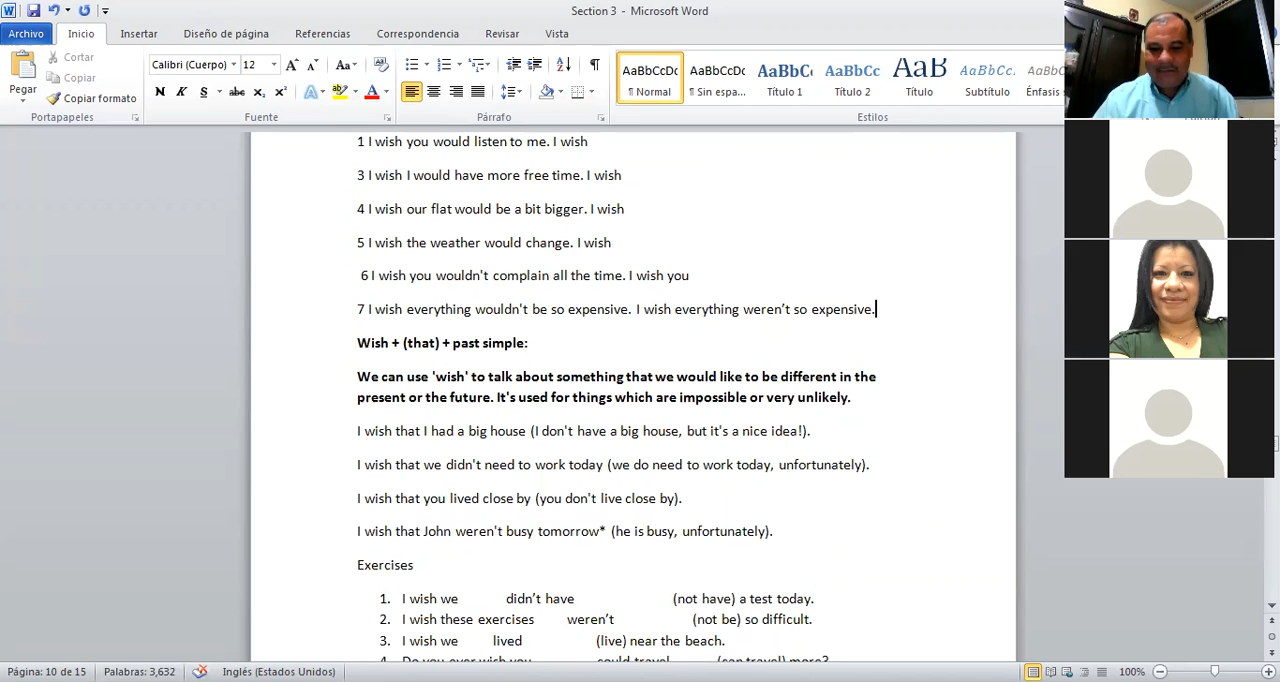 Section 3 - Microsoft Word
Archivo Inicio Insertar Diseño de página Referencias Correspondencia Revisar Vista
Pegar
Cortar
Copiar
Copiar formato
Portapapeles
Calibri (Cuerpo) 12
Fuente
Párrafo
AaBbCcDc AaBbCcDc AaBbC AaBbCc AaB AaBbCc.
¶ Normal ¶ Sin espa... Título 1 Título 2 Título Subtítulo Énfasis
Estilos
1 I wish you would listen to me. I wish
3 I wish I would have more free time. I wish
4 I wish our flat would be a bit bigger. I wish
5 I wish the weather would change. I wish
6 I wish you wouldn't complain all the time. I wish you
7 I wish everything wouldn't be so expensive. I wish everything weren’t so expensive.
Wish + (that) + past simple:
We can use 'wish' to talk about something that we would like to be different in the
present or the future. It's used for things which are impossible or very unlikely.
I wish that I had a big house (I don't have a big house, but it's a nice idea!).
I wish that we didn't need to work today (we do need to work today, unfortunately).
I wish that you lived close by (you don't live close by).
I wish that John weren't busy tomorrow* (he is busy, unfortunately).
Exercises
1. I wish we didn’t have (not have) a test today.
2. I wish these exercises weren’t (not be) so difficult.
3. I wish we lived (live) near the beach.
4. Do you ever wish you could travel (can travel) more?
Página: 10 de 15 Palabras: 3,632 Inglés (Estados Unidos) 100%